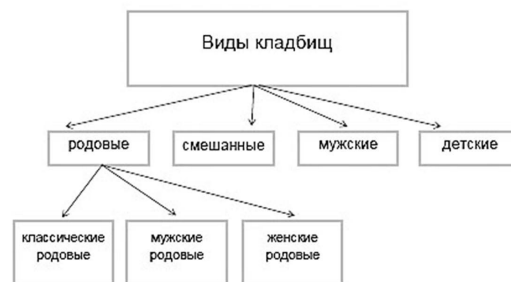 Виды кладбищ
родовые
смешанные
мужские
детские
классические
родовые
мужские
родовые
женские
родовые